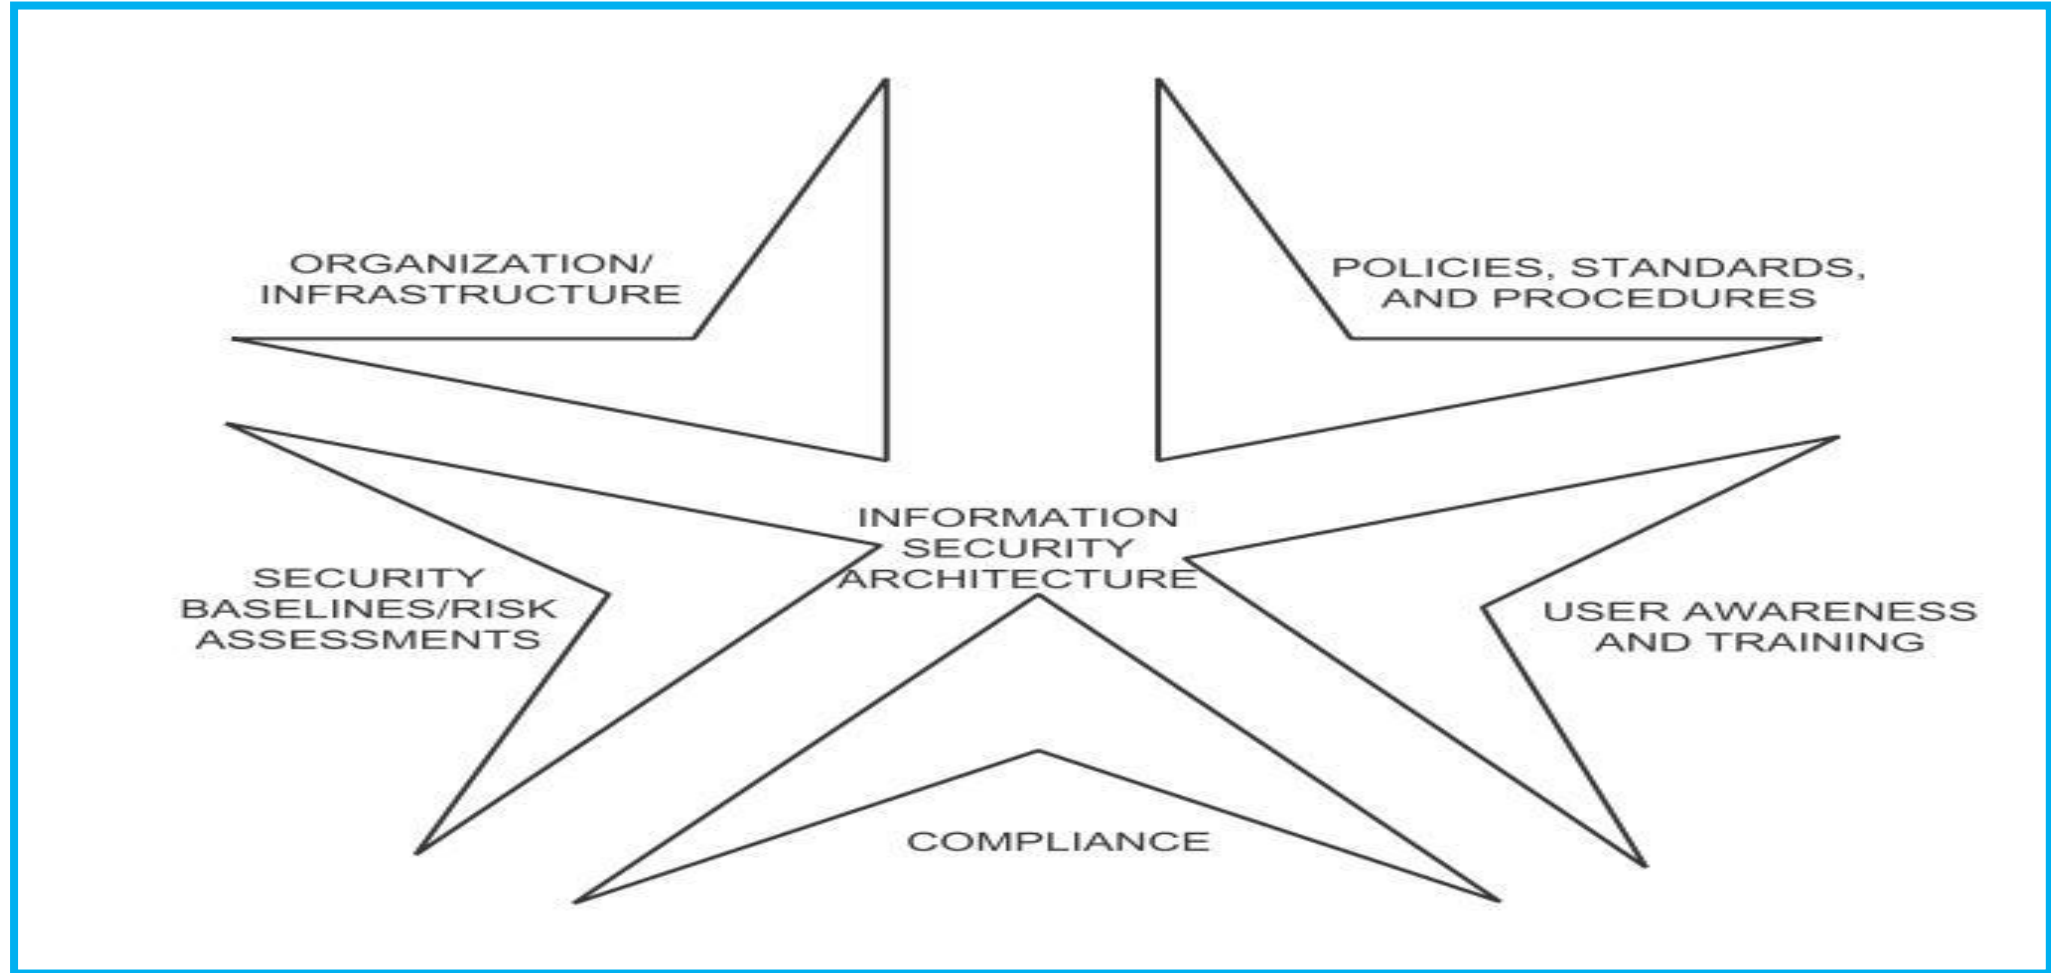 ORGANIZATION/
INFRASTRUCTURE
POLICIES, STANDARDS,
AND PROCEDURES
INFORMATION
SECURITY
ARCHITECTURE
SECURITY
BASELINES/RISK
ASSESSMENTS
USER AWARENESS
AND TRAINING
COMPLIANCE